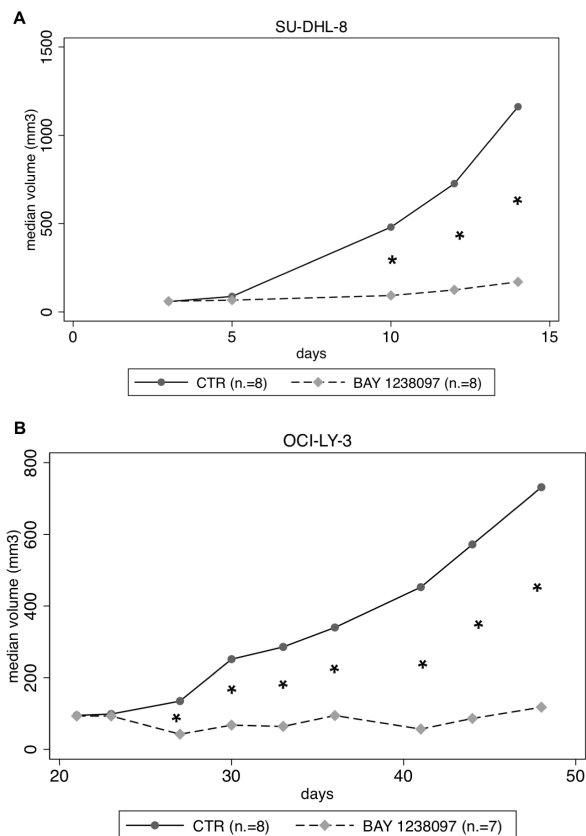 A
SU-DHL-8
median volume (mm3)
1500
1000
500
0
0 5 10 15
days
*
*
*
CTR (n.=8) BAY 1238097 (n.=8)
B
OCI-LY-3
median volume (mm3)
800
600
400
200
0
20 30 40 50
days
*
*
*
*
*
*
*
CTR (n.=8) BAY 1238097 (n.=7)